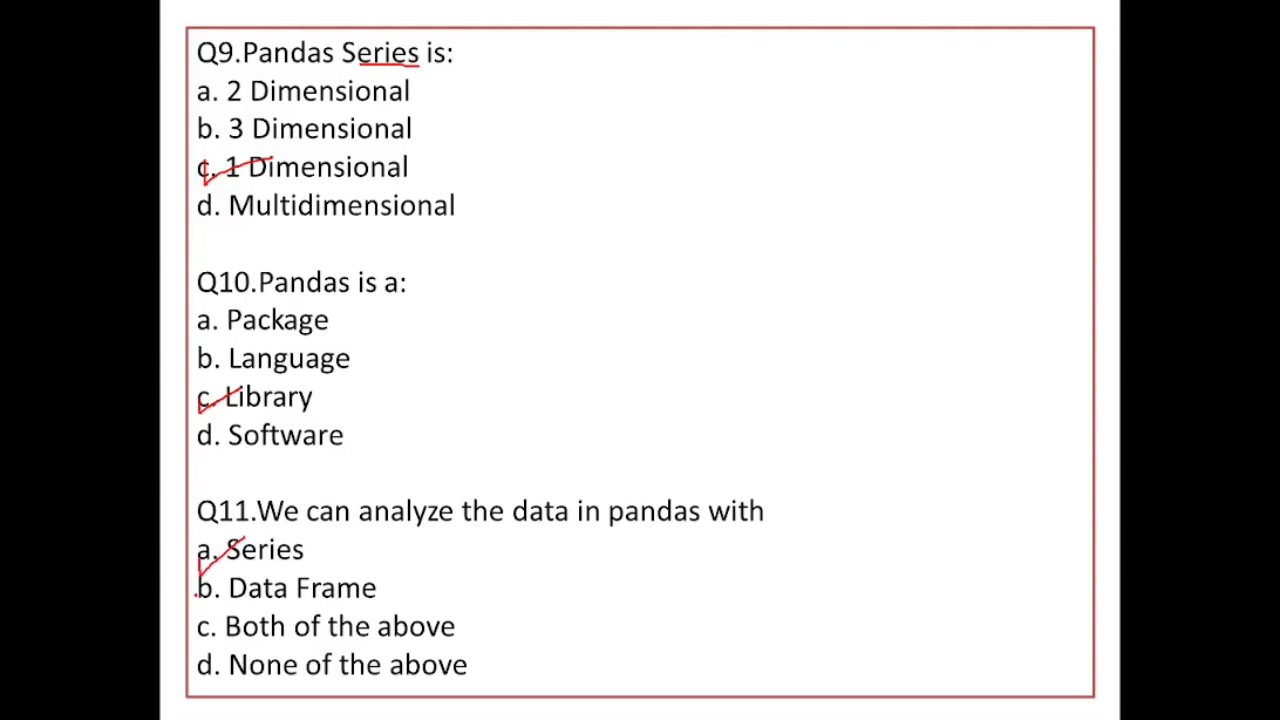 Q9.Pandas Series is:
a. 2 Dimensional
b. 3 Dimensional
c. 1 Dimensional
d. Multidimensional
Q10.Pandas is a:
a. Package
b. Language
c. Library
d. Software
Q11.We can analyze the data in pandas with
a. Series
b. Data Frame
c. Both of the above
d. None of the above